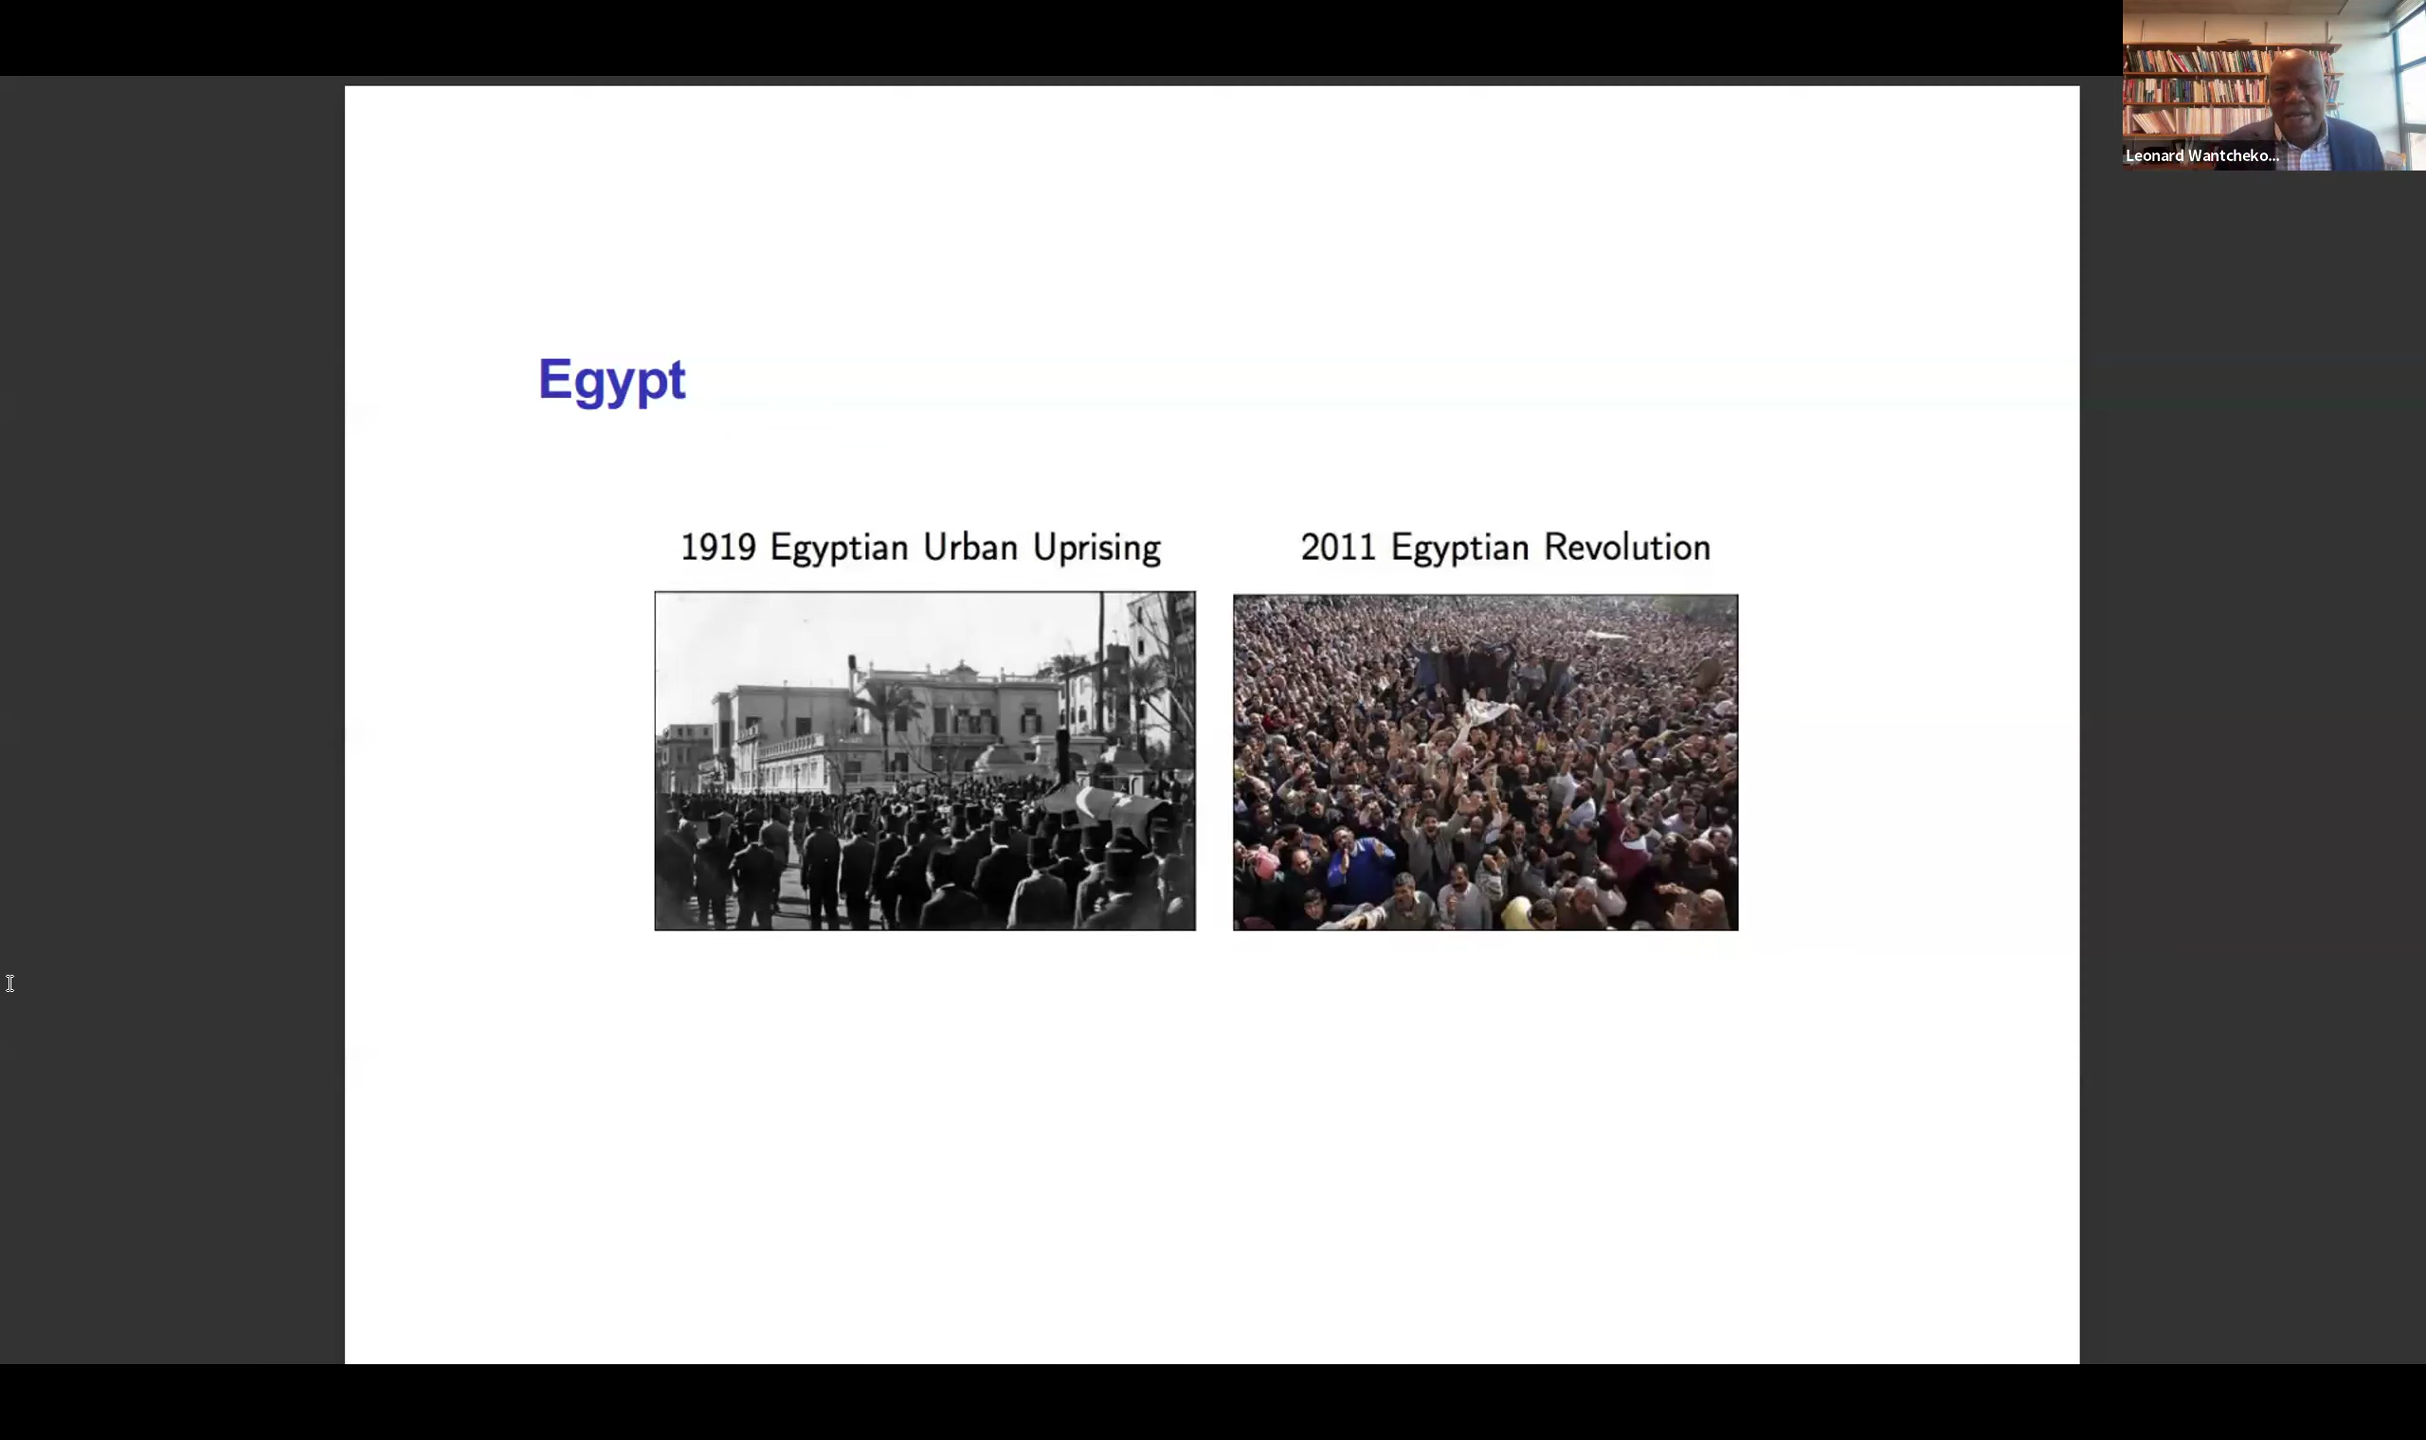 Leonard Wantcheko...
Egypt
1919 Egyptian Urban Uprising
2011 Egyptian Revolution